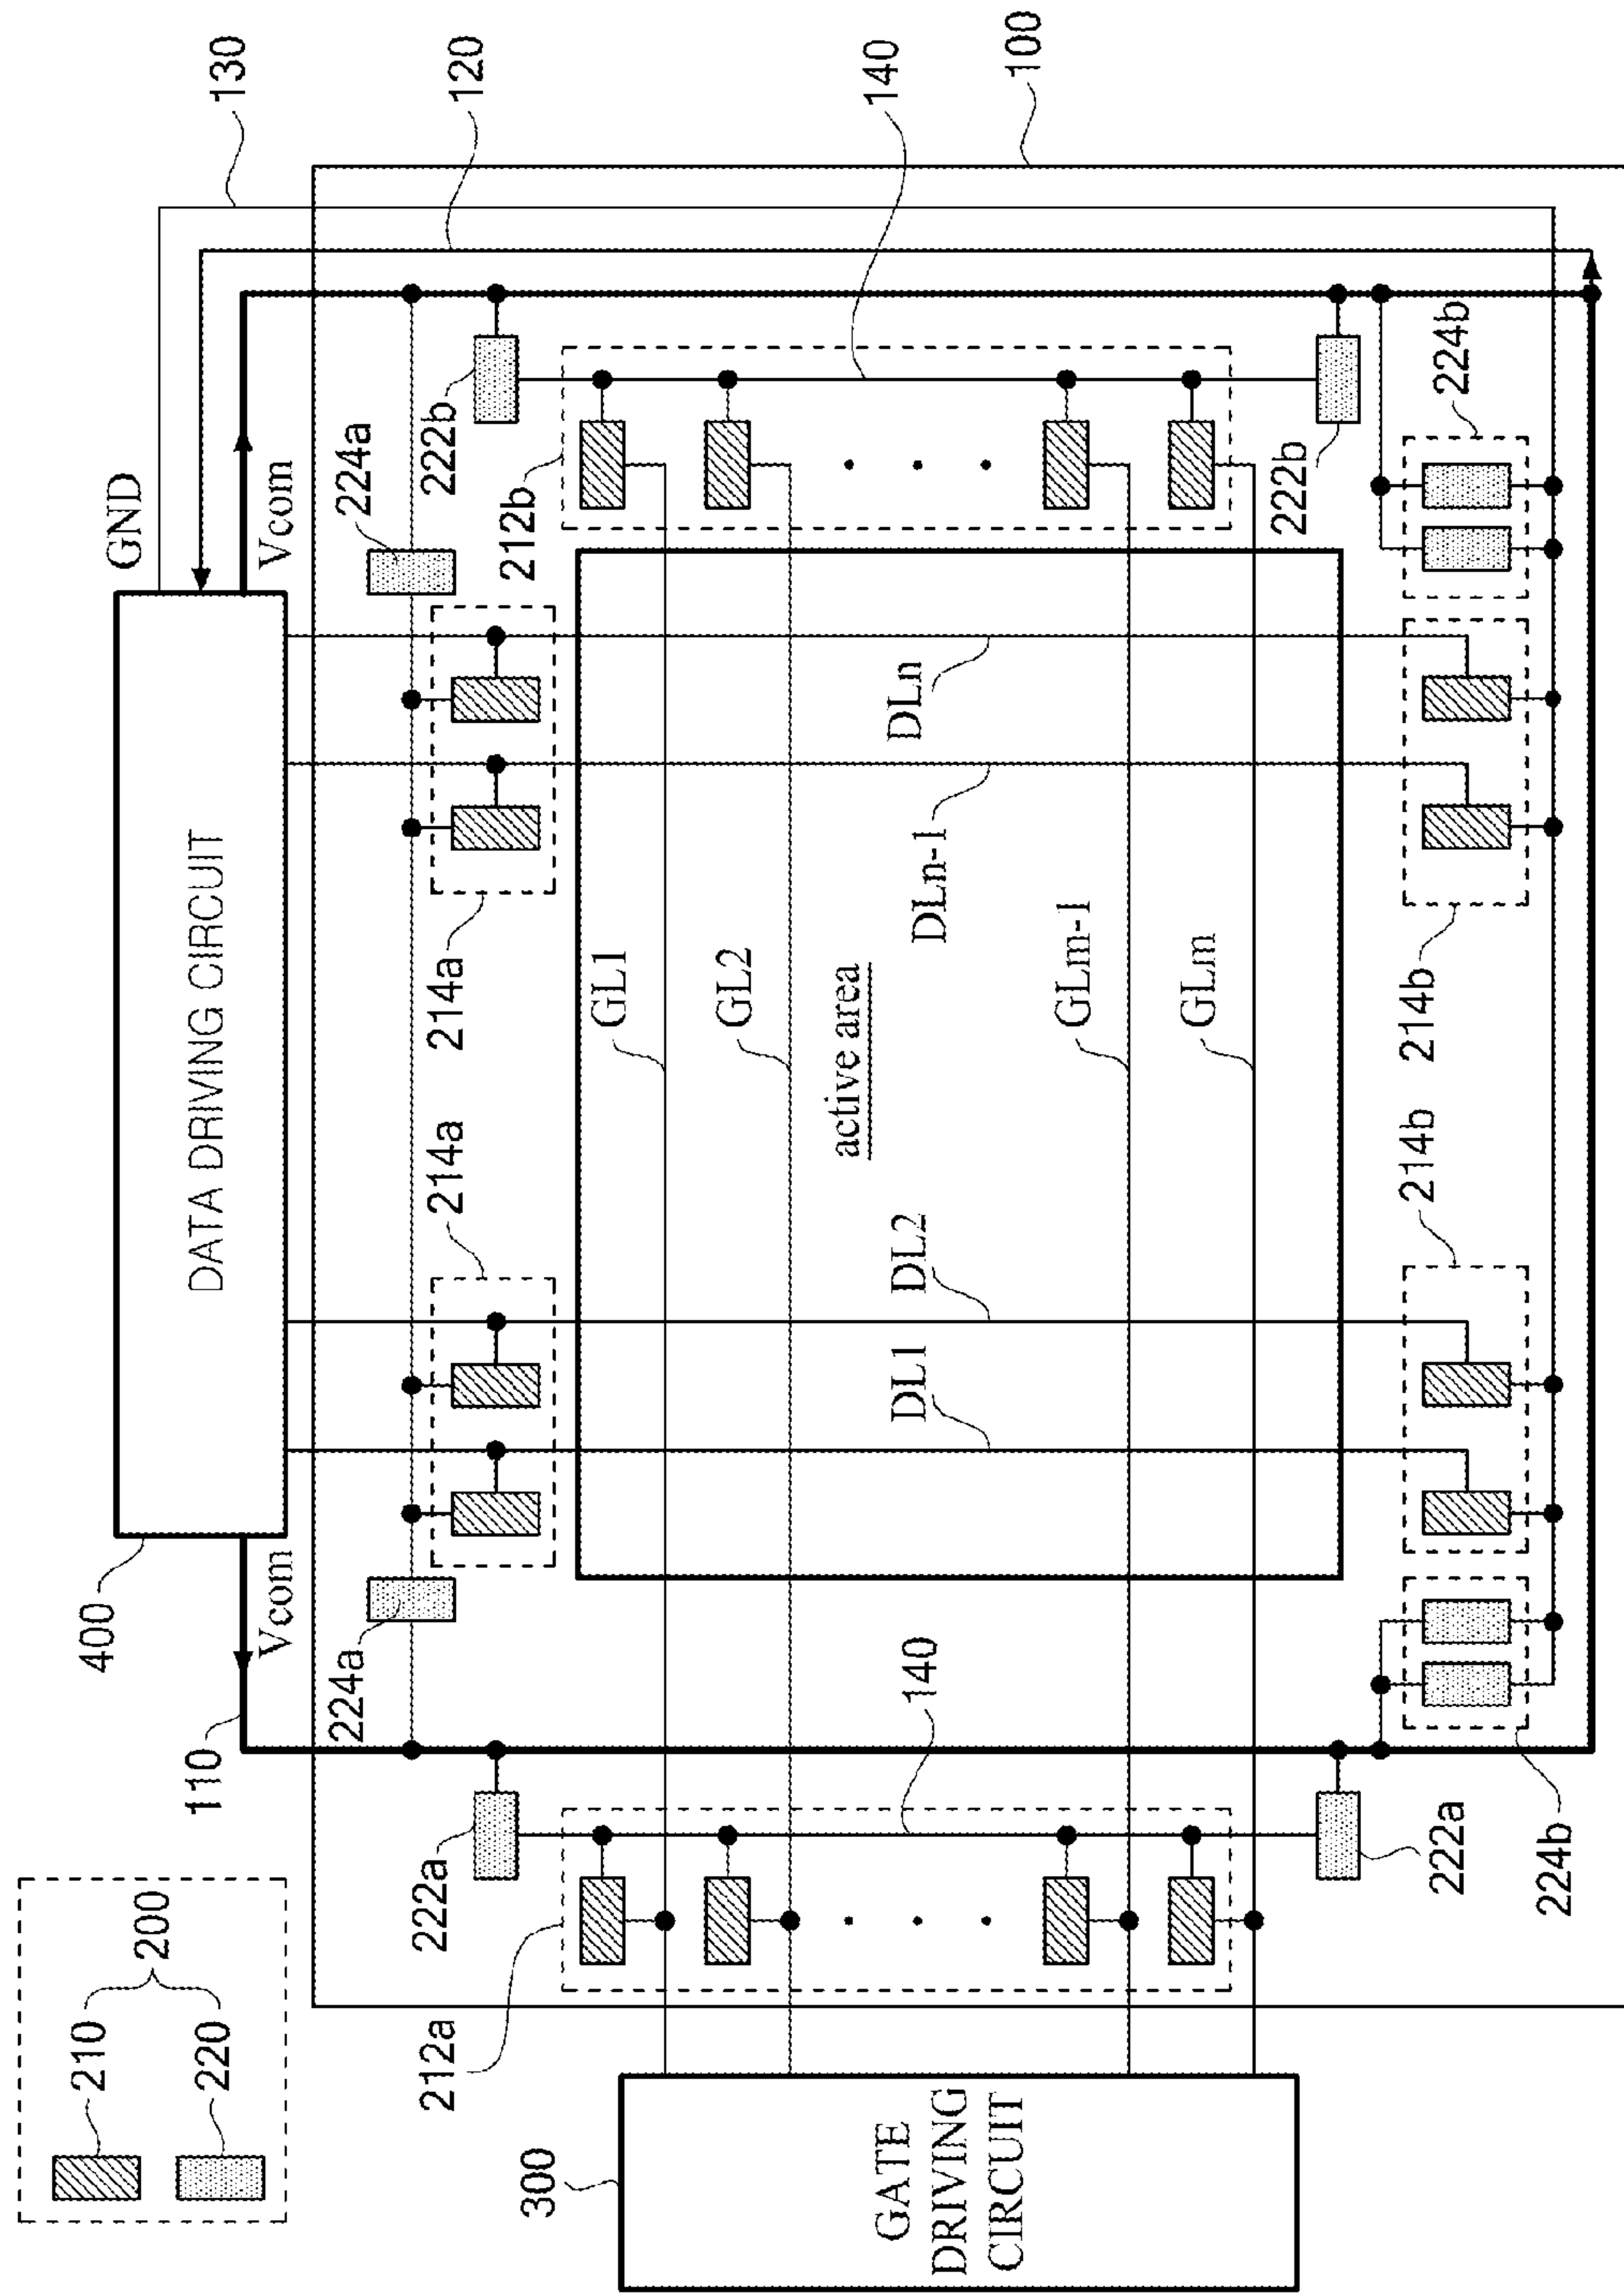 210
200
220
400
DATA DRIVING CIRCUIT
GND
130
Vcom
Vcom
120
110
224a
224a
222a
214a
214a
222b
140
212a
212b
140
100
300
GATE
DRIVING
CIRCUIT
GL1
GL2
active area
DL1
DL2
DLn-1
DLn
GLm-1
GLm
222a
222b
224b
214b
214b
224b